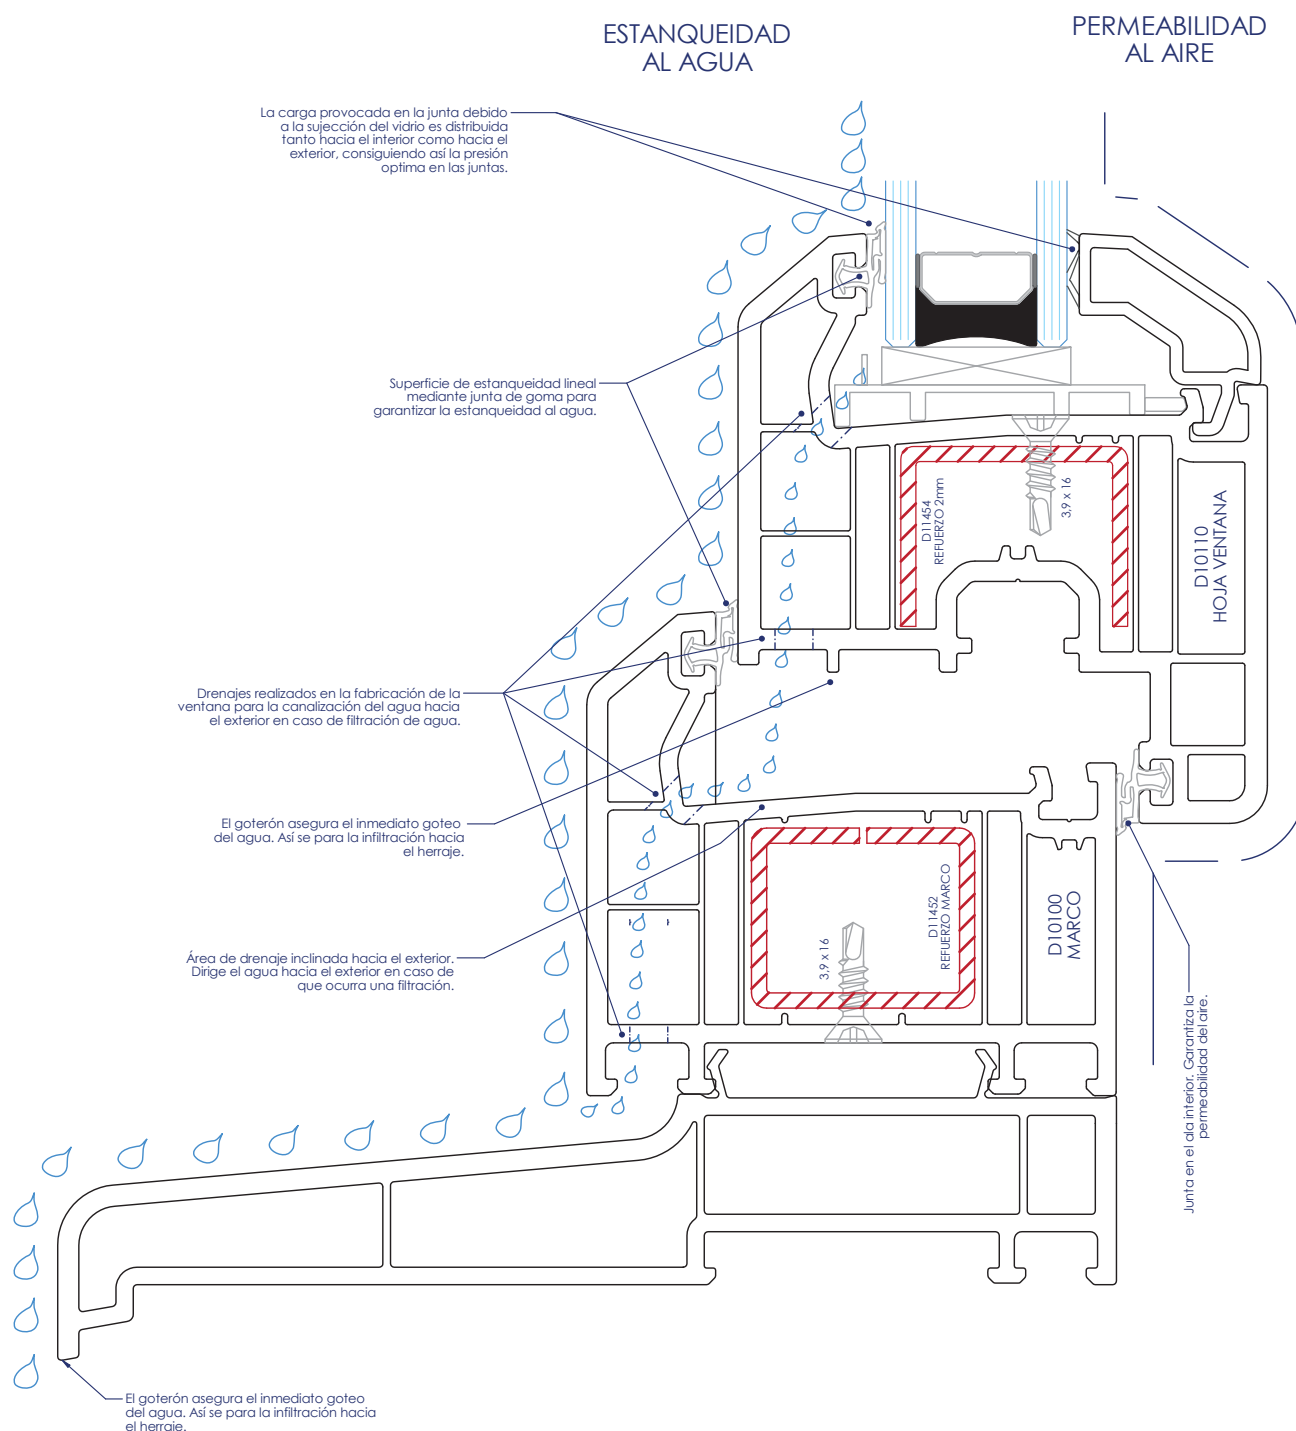 ESTANQUEIDAD
AL AGUA
PERMEABILIDAD
AL AIRE
La carga provocada en la junta debido
a la sujección del vidrio es distribuida
tanto hacia el interior como hacia el
exterior, consiguiendo así la presión
optima en las juntas.
Superficie de estanqueidad lineal
mediante junta de goma para
garantizar la estanqueidad al agua.
D11454
REFUERZO 2mm
3,9 x 16
D10110
HOJA VENTANA
Drenajes realizados en la fabricación de la
ventana para la canalización del agua hacia
el exterior en caso de filtración de agua.
El goterón asegura el inmediato goteo
del agua. Así se para la infiltración hacia
el herraje.
Área de drenaje inclinada hacia el exterior.
Dirige el agua hacia el exterior en caso de
que ocurra una filtración.
3,9 x 16
D11452
REFUERZO MARCO
D10100
MARCO
Junta en el ala interior. Garantiza la
permeabilidad del aire.
El goterón asegura el inmediato goteo
del agua. Así se para la infiltración hacia
el herraje.